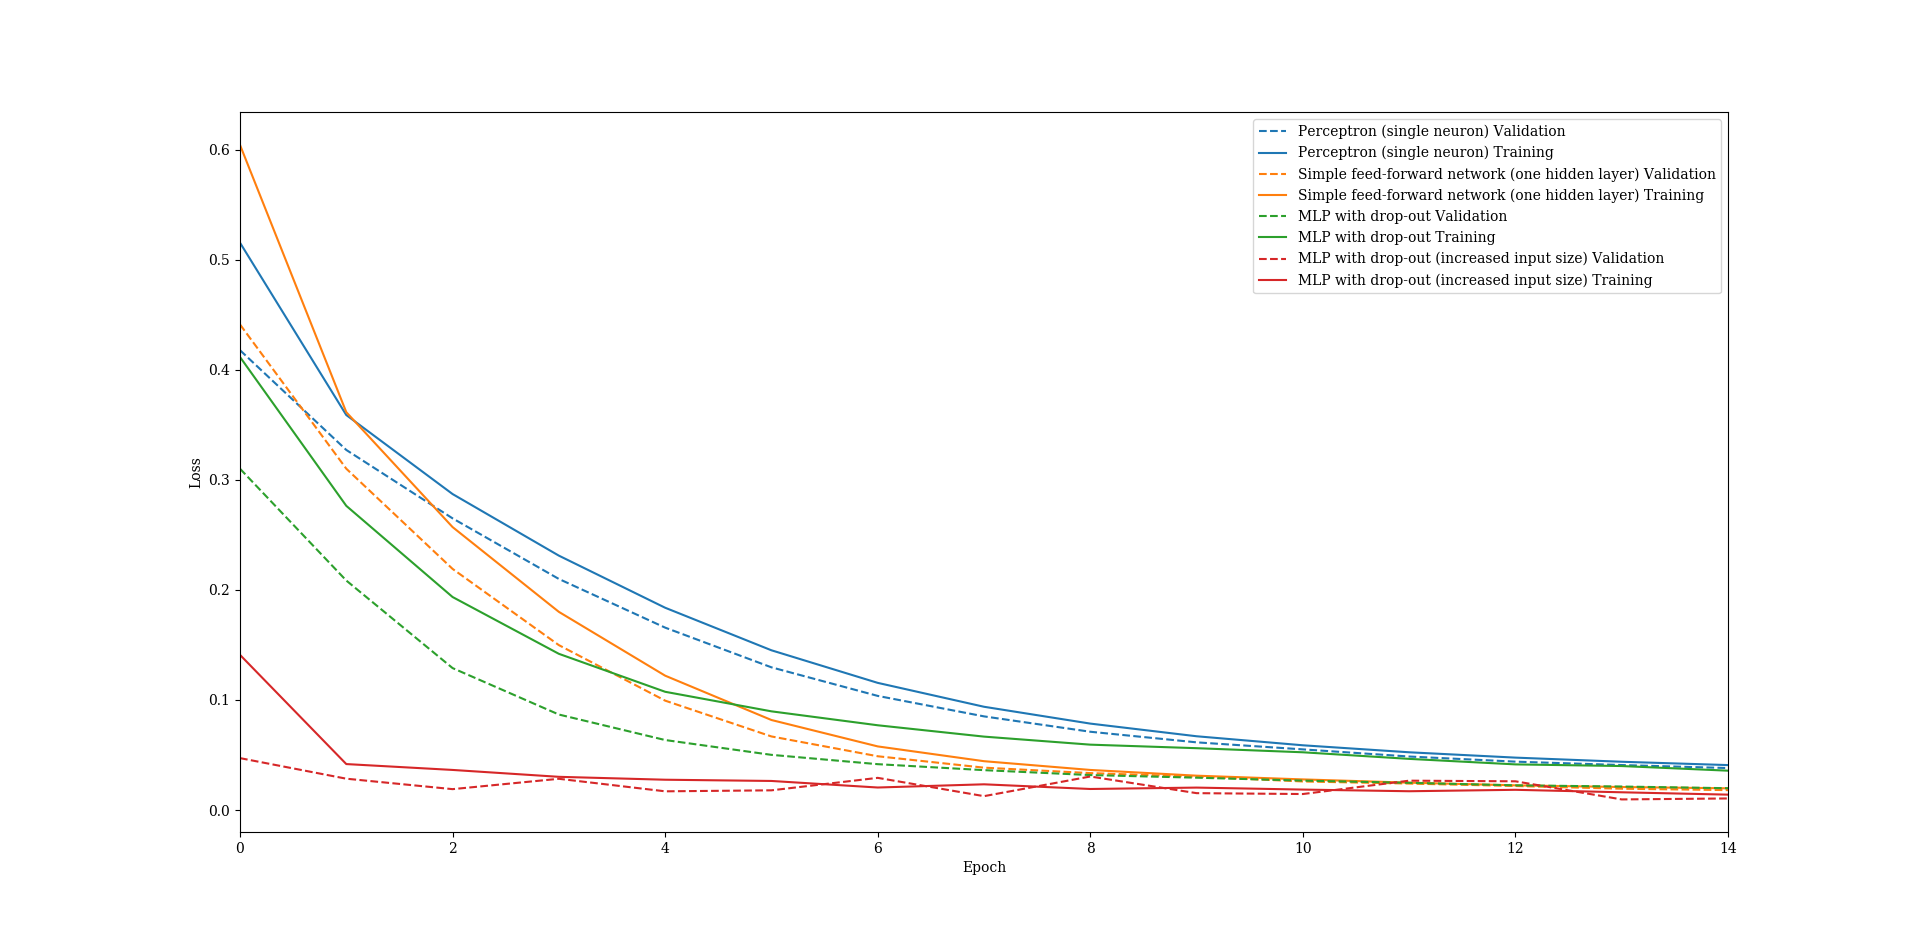 Perceptron (single neuron) Validation
Perceptron (single neuron) Training
Simple feed-forward network (one hidden layer) Validation
Simple feed-forward network (one hidden layer) Training
MLP with drop-out Validation
MLP with drop-out Training
MLP with drop-out (increased input size) Validation
MLP with drop-out (increased input size) Training
0.6
0.5
0.4
0.3
0.2
0.1
0.0
Loss
0 2 4 6 8 10 12 14
Epoch